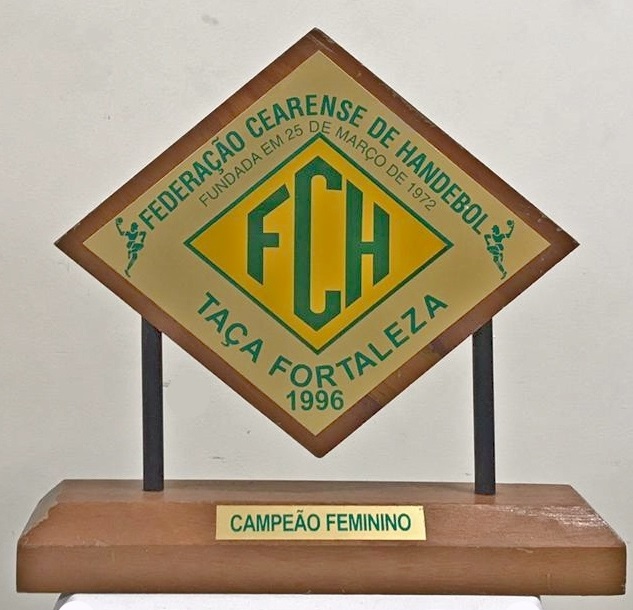 FEDERAÇÃO CEARENSE DE HANDEBOL
FUNDADA EM 25 DE MARÇO DE 1972
FCH
TAÇA FORTALEZA
1996
CAMPEÃO FEMININO